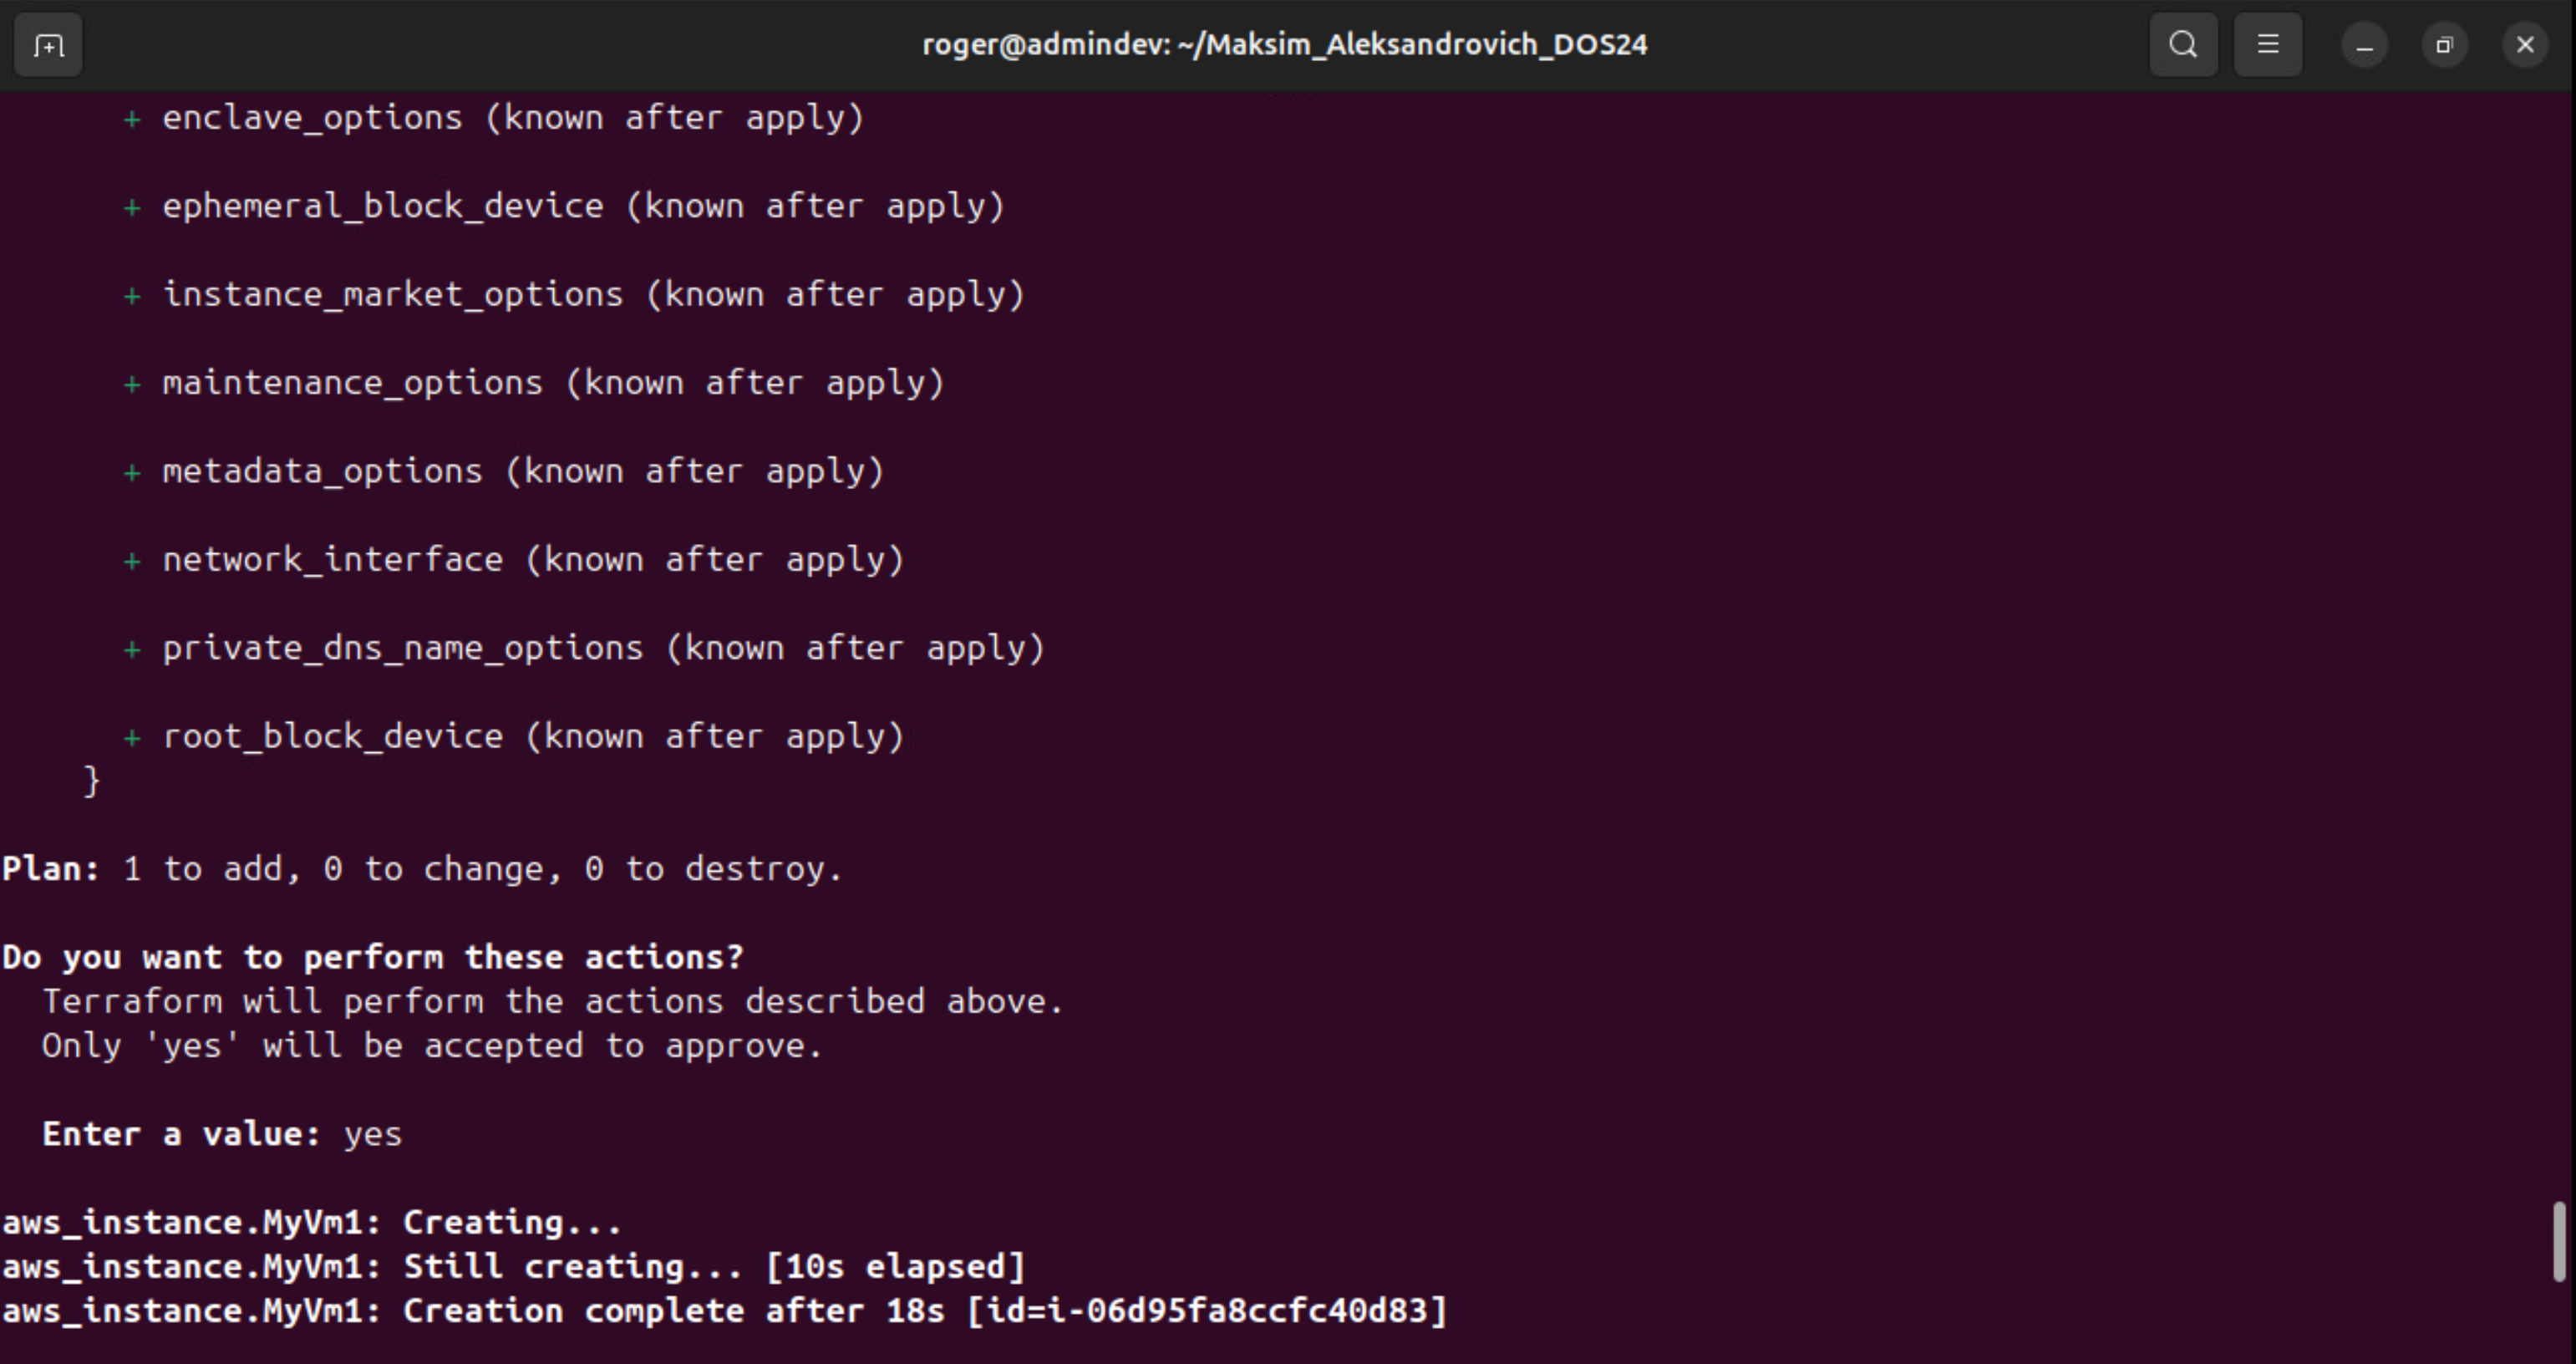 roger@admindev: ~/Maksim_Aleksandrovich_DOS24
+ enclave_options (known after apply)
+ ephemeral_block_device (known after apply)
+ instance_market_options (known after apply)
+ maintenance_options (known after apply)
+ metadata_options (known after apply)
+ network_interface (known after apply)
+ private_dns_name_options (known after apply)
+ root_block_device (known after apply)
}
Plan: 1 to add, 0 to change, 0 to destroy.
Do you want to perform these actions?
Terraform will perform the actions described above.
Only 'yes' will be accepted to approve.
Enter a value: yes
aws_instance.MyVm1: Creating...
aws_instance.MyVm1: Still creating... [10s elapsed]
aws_instance.MyVm1: Creation complete after 18s [id=i-06d95fa8ccfc40d83]